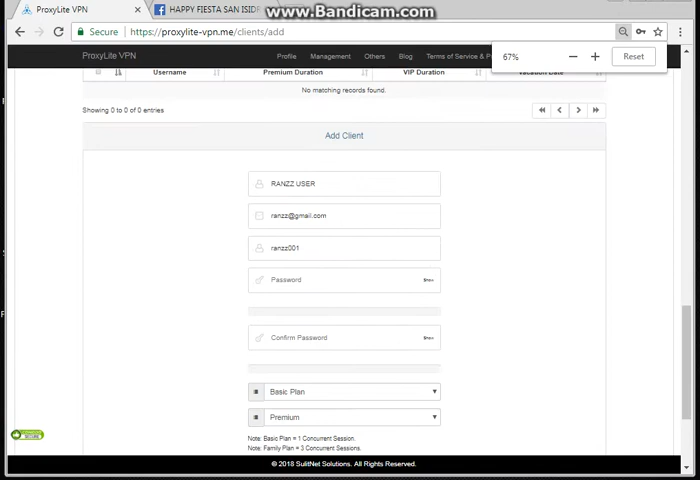 www.Bandicam.com
ProxyLite VPN
HAPPY FIESTA SAN ISIDR
Secure
https://proxylite-vpn.me/clients/add
67%
Reset
ProxyLite VPN
Profile
Management
Others
Blog
Terms of Service & P
Username
Premium Duration
VIP Duration
Vacation Date
No matching records found.
Showing 0 to 0 of 0 entries
Add Client
RANZZ USER
ranzz@gmail.com
ranzz001
Password
Show
Confirm Password
Show
Basic Plan
Premium
Note: Basic Plan = 1 Concurrent Session.
Note: Family Plan = 3 Concurrent Sessions.
SECURE
© 2018 SulitNet Solutions. All Rights Reserved.